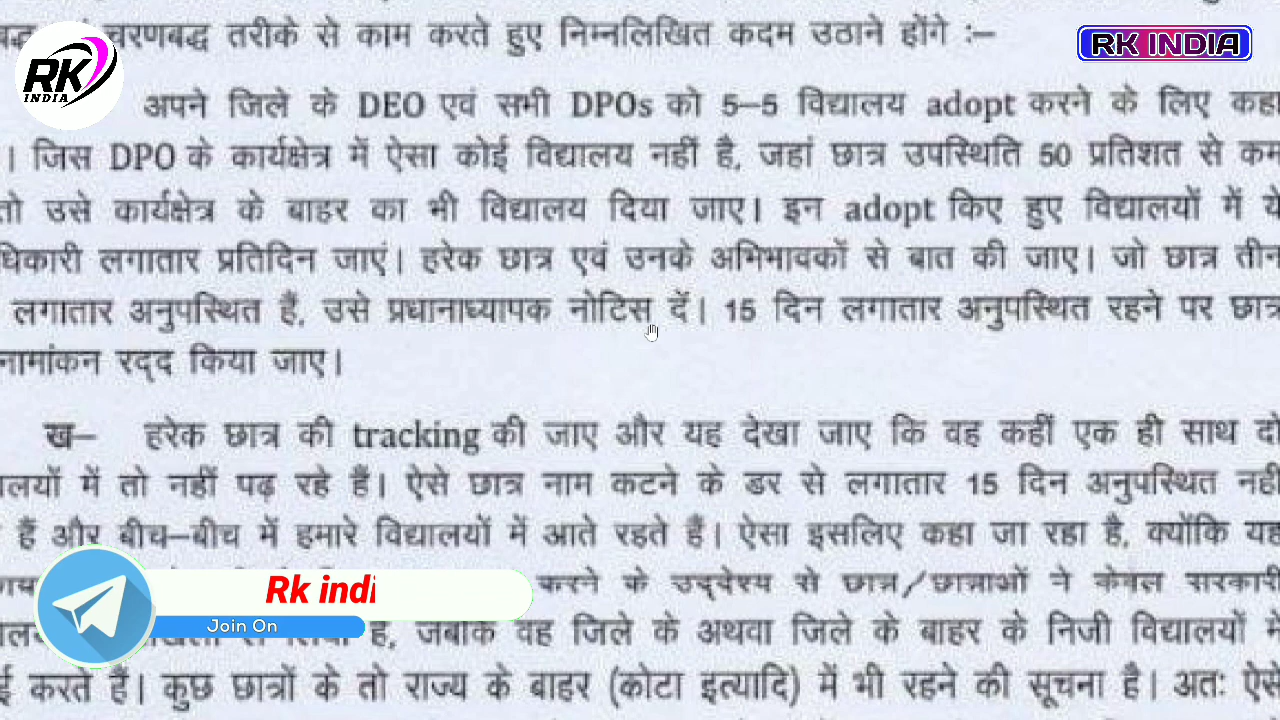 चरणबद्ध तरीके से काम करते हुए निम्नलिखित कदम उठाने होंगे :–
RK INDIA
RK INDIA
अपने जिले के DEO एवं सभी DPOs को 5–5 विद्यालय adopt करने के लिए कहा
। जिस DPO के कार्यक्षेत्र में ऐसा कोई विद्यालय नहीं है, जहां छात्र उपस्थिति 50 प्रतिशत से कम
तो उसे कार्यक्षेत्र के बाहर का भी विद्यालय दिया जाए। इन adopt किए हुए विद्यालयों में ये
धिकारी लगातार प्रतिदिन जाएं। हरेक छात्र एवं उनके अभिभावकों से बात की जाए। जो छात्र तीन
लगातार अनुपस्थित हैं, उसे प्रधानाध्यापक नोटिस दें। 15 दिन लगातार अनुपस्थित रहने पर छात्र
नामांकन रद्द किया जाए।
ख– हरेक छात्र की tracking की जाए और यह देखा जाए कि वह कहीं एक ही साथ दो
लयों में तो नहीं पढ़ रहे हैं। ऐसे छात्र नाम कटने के डर से लगातार 15 दिन अनुपस्थित नहीं
हैं और बीच–बीच में हमारे विद्यालयों में आते रहते हैं। ऐसा इसलिए कहा जा रहा है, क्योंकि यह
करने के उद्देश्य से छात्र/छात्राओं ने केवल सरकारी
Rk indi
Join On
है, जबकि वह जिले के अथवा जिले के बाहर के निजी विद्यालयों में
ई करते हैं। कुछ छात्रों के तो राज्य के बाहर (कोटा इत्यादि) में भी रहने की सूचना है। अतः ऐसे